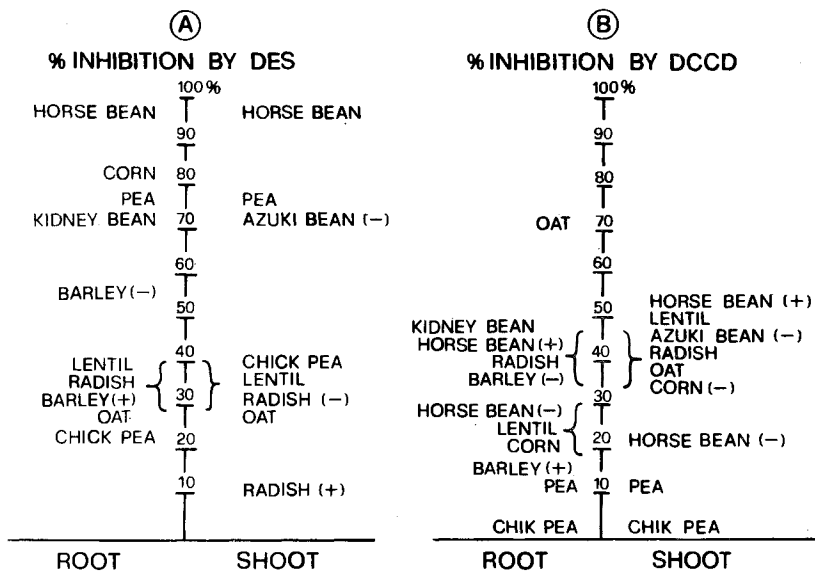 A
% INHIBITION BY DES
100%
HORSE BEAN HORSE BEAN
90
CORN 80
PEA PEA
KIDNEY BEAN 70 AZUKI BEAN (-)
60
BARLEY (-)
50
LENTIL 40 CHICK PEA
RADISH LENTIL
BARLEY (+) 30 RADISH (-)
OAT OAT
CHICK PEA 20
10 RADISH (+)
ROOT SHOOT
B
% INHIBITION BY DCCD
100%
90
80
OAT 70
60
50 HORSE BEAN (+)
KIDNEY BEAN LENTIL
HORSE BEAN (+) AZUKI BEAN (-)
RADISH 40 RADISH
BARLEY (-) OAT
30 CORN (-)
HORSE BEAN (-)
LENTIL
CORN 20 HORSE BEAN (-)
BARLEY (+)
PEA 10 PEA
CHIK PEA CHIK PEA
ROOT SHOOT